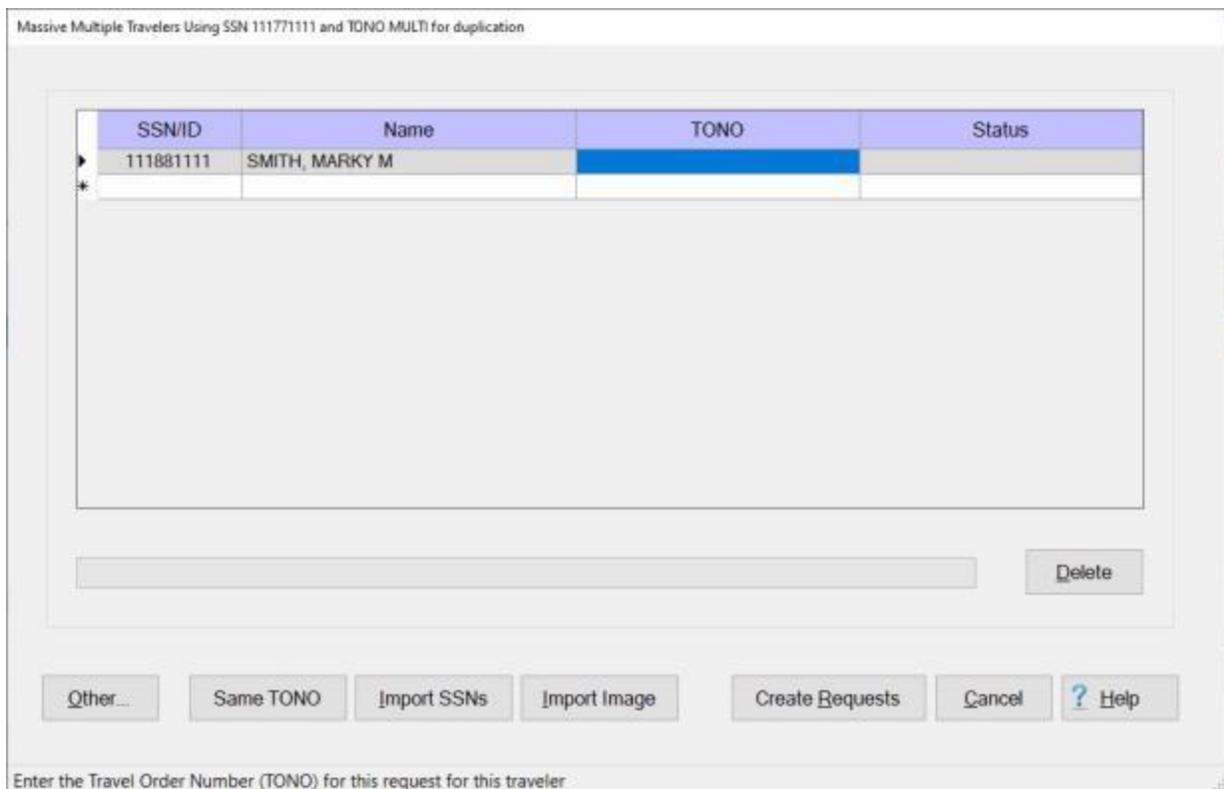 Massive Multiple Travelers Using SSN 111771111 and TONO MULTI for duplication
SSN/ID Name TONO Status
111881111 SMITH, MARKY M
*
Delete
Other... Same TONO Import SSNs Import Image Create Requests Cancel ? Help
Enter the Travel Order Number (TONO) for this request for this traveler